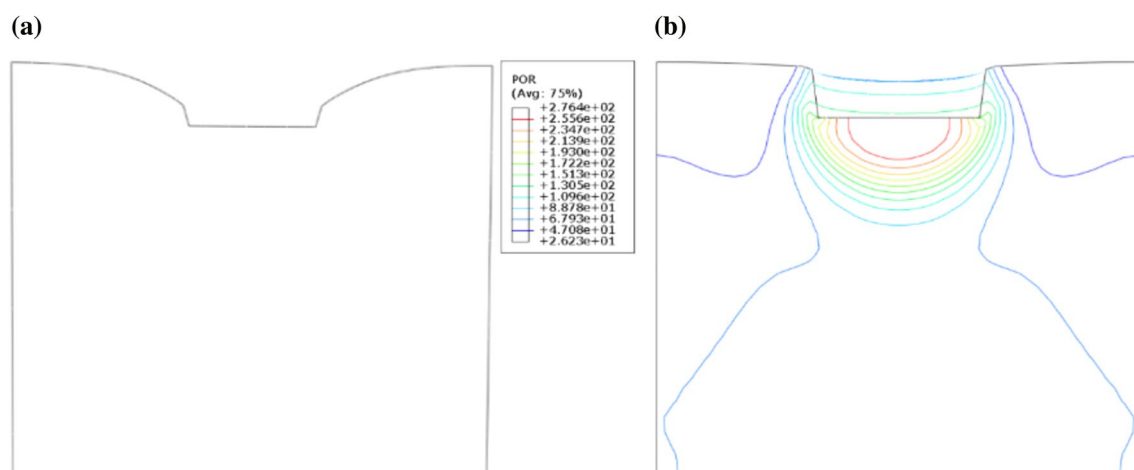 (a)
(b)
POR
(Avg: 75%)
+2.764e+02
+2.556e+02
+2.347e+02
+2.139e+02
+1.930e+02
+1.722e+02
+1.513e+02
+1.305e+02
+1.096e+02
+8.878e+01
+6.793e+01
+4.708e+01
+2.623e+01